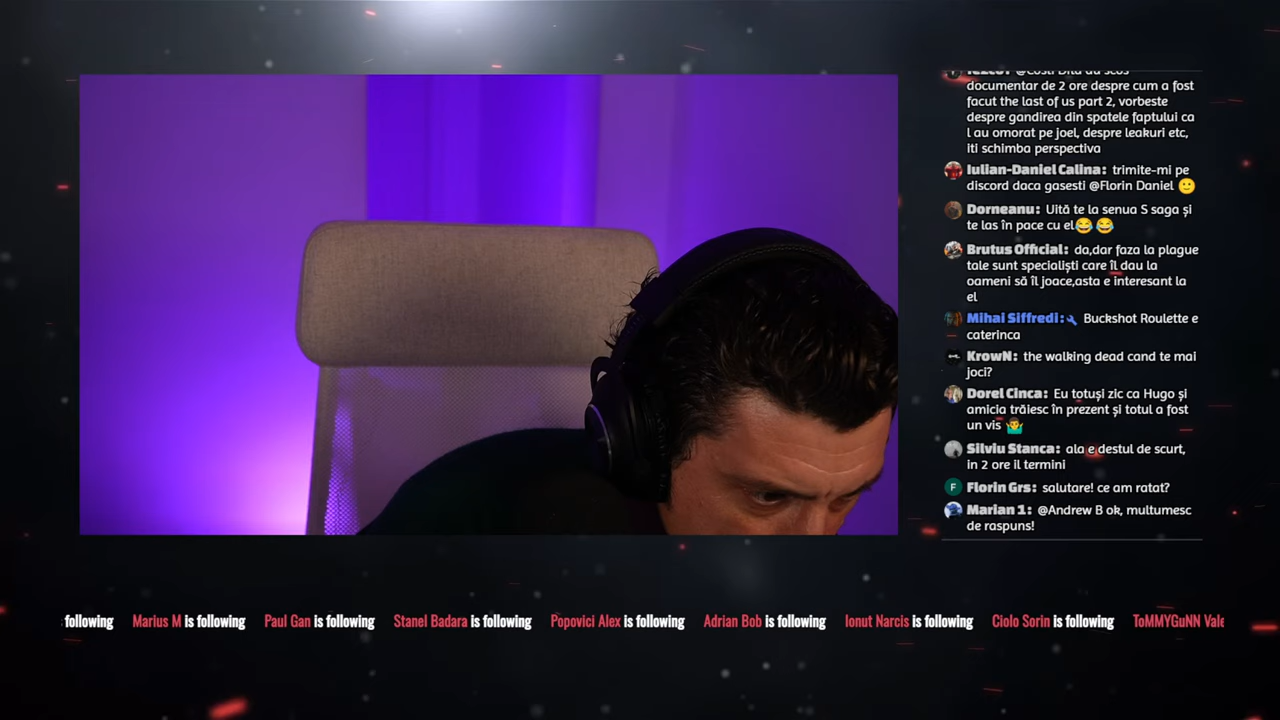 documentar de 2 ore despre cum a fost
facut the last of us part 2, vorbeste
despre gandirea din spatele faptului ca
l au omorat pe joel, despre leakuri etc,
iti schimba perspectiva
Iulian-Daniel Calina: trimite-mi pe
discord daca gasesti @Florin Daniel 🙂
Dorneanu: Uită te la senua S saga și
te las în pace cu el😂 😂
Brutus Official: da,dar faza la plague
tale sunt specialiști care îl dau la
oameni să îl joace,asta e interesant la
el
Mihai Siffredi:🔧 Buckshot Roulette e
caterinca
KrowN: the walking dead cand te mai
joci?
Dorel Cinca: Eu totuși zic ca Hugo și
amicia trăiesc în prezent și totul a fost
un vis 🤷‍♂️
Silviu Stanca: ala e destul de scurt,
in 2 ore il termini
F Florin Grs: salutare! ce am ratat?
Marian 1: @Andrew B ok, multumesc
de raspuns!
following Marius M is following Paul Gan is following Stanel Badara is following Popovici Alex is following Adrian Bob is following Ionut Narcis is following Ciolo Sorin is following ToMMYGuNN Vale